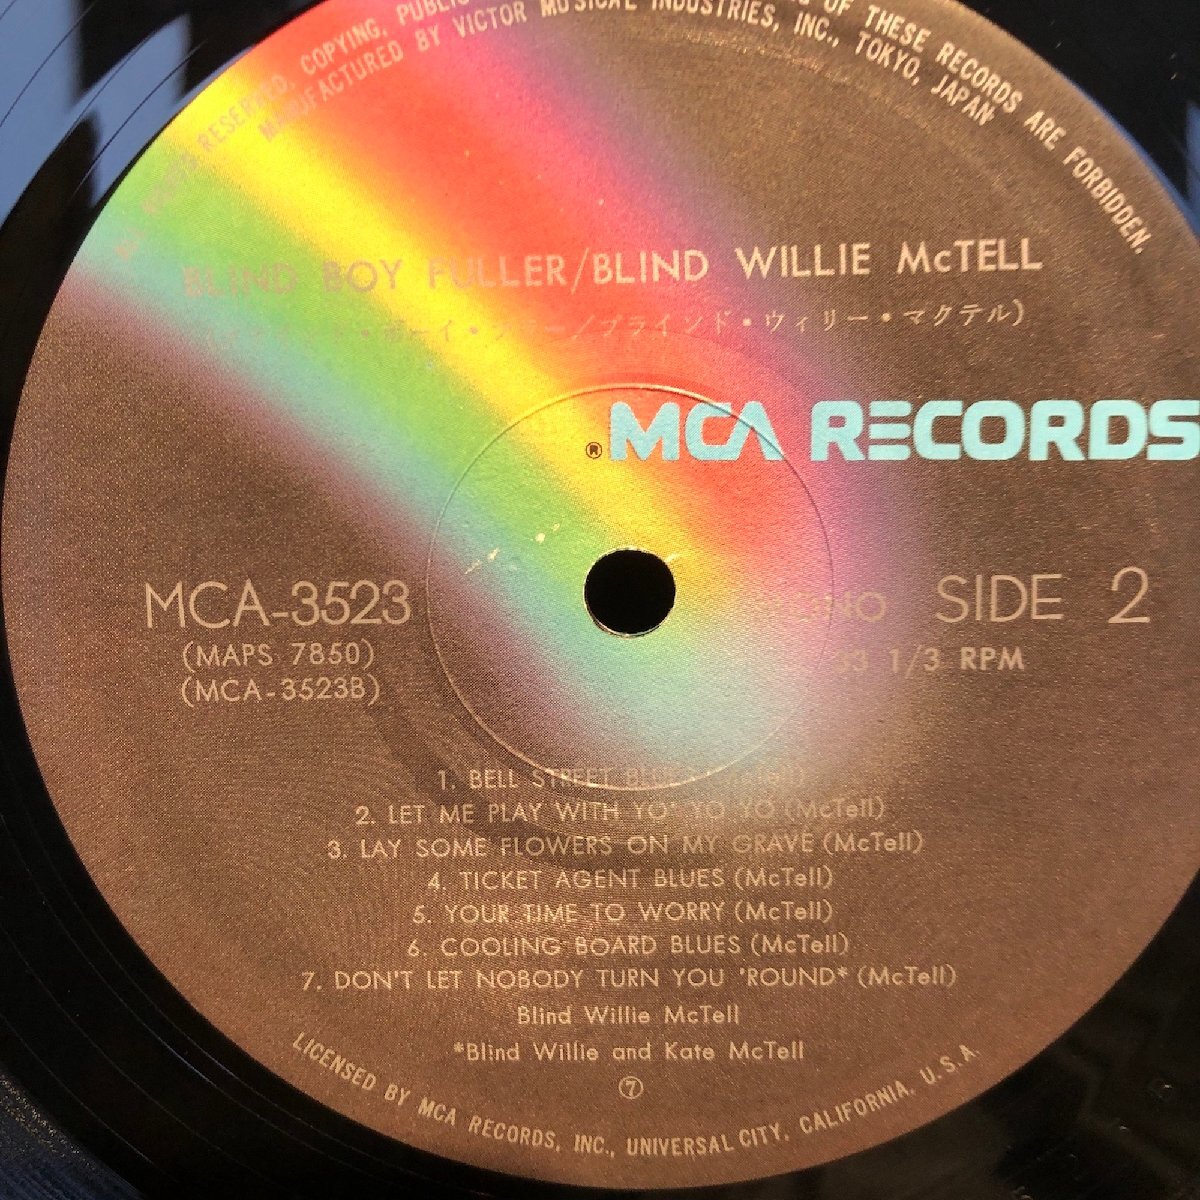 RIGHTS RESERVED. COPYING, PUBLIC OF THESE RECORDS ARE FORBIDDEN.
MANUFACTURED BY VICTOR MUSICAL INDUSTRIES, INC., TOKYO, JAPAN
BLIND BOY FULLER/BLIND WILLIE McTELL
ボーイ・フラー/ブラインド・ウィリー・マクテル)
® MCA RECORDS
MCA-3523
(MAPS 7850)
(MCA-3523B)
MONO SIDE 2
33 1/3 RPM
1. BELL STREET BLUES (McTell)
2. LET ME PLAY WITH YO' YO-YO (McTell)
3. LAY SOME FLOWERS ON MY GRAVE (McTell)
4. TICKET AGENT BLUES (McTell)
5. YOUR TIME TO WORRY (McTell)
6. COOLING BOARD BLUES (McTell)
7. DON'T LET NOBODY TURN YOU 'ROUND* (McTell)
Blind Willie McTell
*Blind Willie and Kate McTell
⑦
LICENSED BY MCA RECORDS, INC., UNIVERSAL CITY, CALIFORNIA, U.S.A.